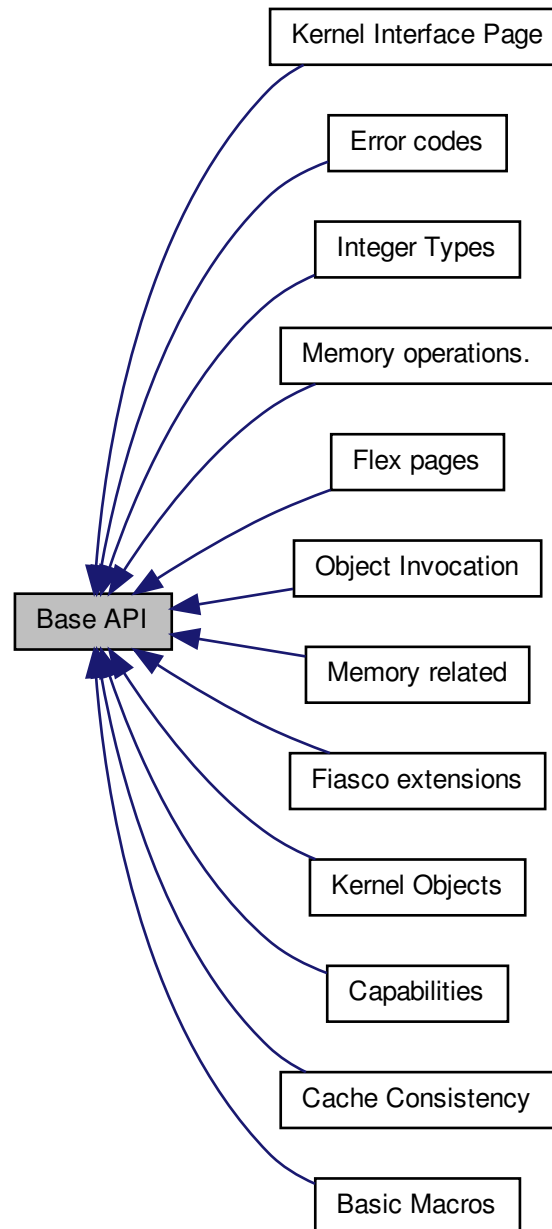 Kernel Interface Page
Error codes
Integer Types
Memory operations.
Flex pages
Object Invocation
Base API
Memory related
Fiasco extensions
Kernel Objects
Capabilities
Cache Consistency
Basic Macros